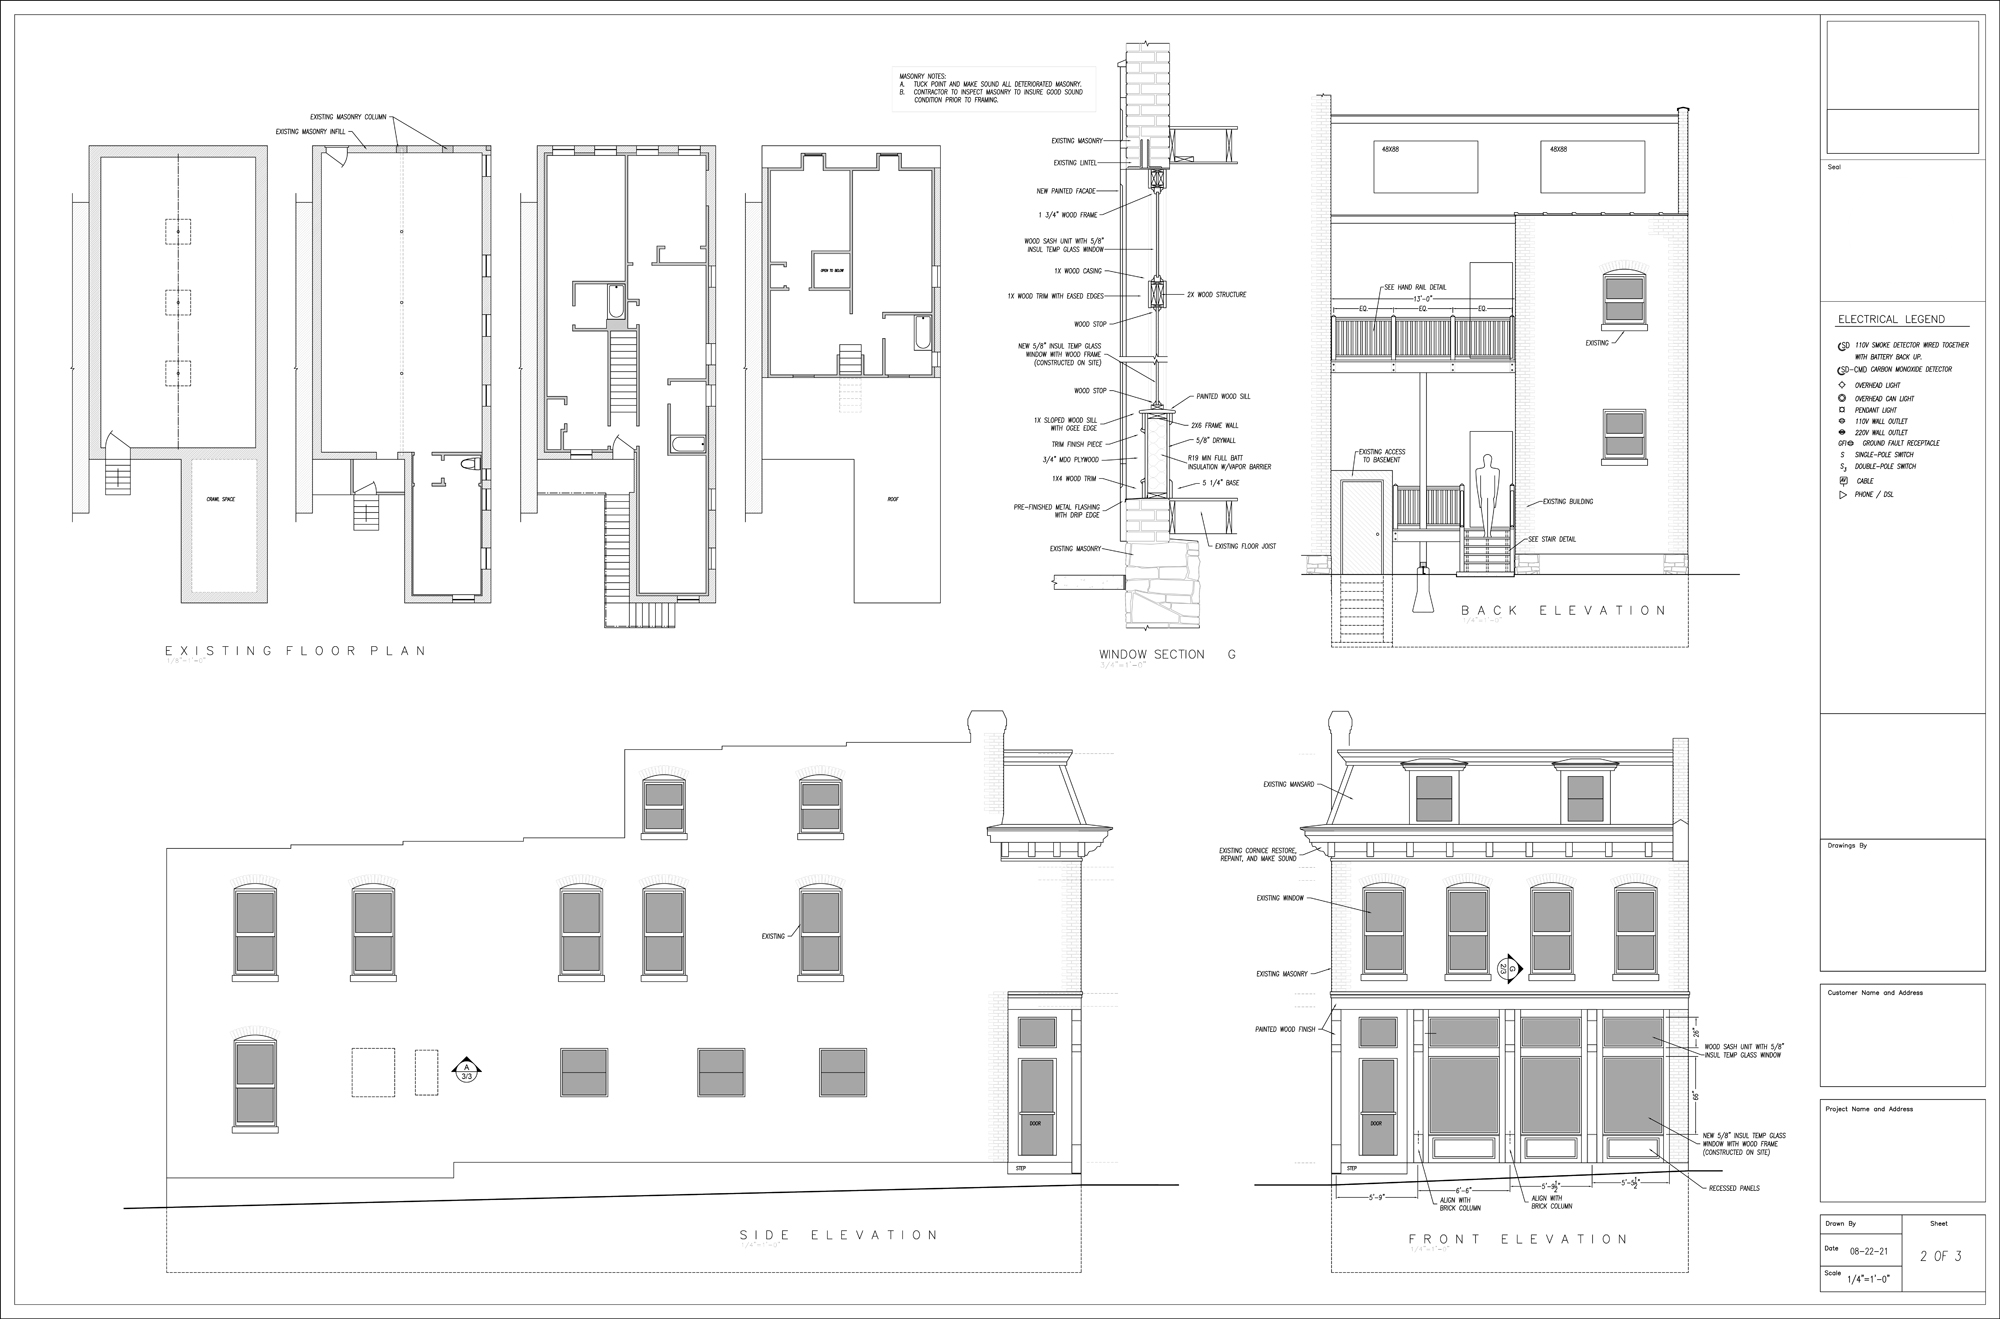 MASONRY NOTES:
A. TUCK POINT AND MAKE SOUND ALL DETERIORATED MASONRY.
B. CONTRACTOR TO INSPECT MASONRY TO INSURE GOOD SOUND
CONDITION PRIOR TO FRAMING.
EXISTING MASONRY COLUMN
EXISTING MASONRY INFILL
CRAWL SPACE
OPEN TO BELOW
ROOF
EXISTING FLOOR PLAN
1/8"=1'-0"
EXISTING MASONRY
EXISTING LINTEL
NEW PAINTED FACADE
1 3/4" WOOD FRAME
WOOD SASH UNIT WITH 5/8"
INSUL TEMP GLASS WINDOW
1X WOOD CASING
1X WOOD TRIM WITH EASED EDGES
2X WOOD STRUCTURE
WOOD STOP
NEW 5/8" INSUL TEMP GLASS
WINDOW WITH WOOD FRAME
(CONSTRUCTED ON SITE)
WOOD STOP
PAINTED WOOD SILL
1X SLOPED WOOD SILL
WITH OGEE EDGE
2X6 FRAME WALL
TRIM FINISH PIECE
5/8" DRYWALL
3/4" MDO PLYWOOD
R19 MIN FULL BATT
INSULATION W/VAPOR BARRIER
1X4 WOOD TRIM
5 1/4" BASE
PRE-FINISHED METAL FLASHING
WITH DRIP EDGE
EXISTING MASONRY
EXISTING FLOOR JOIST
WINDOW SECTION G
3/4"=1'-0"
48X88
48X88
SEE HAND RAIL DETAIL
13'-0"
EQ. EQ. EQ.
EXISTING
EXISTING ACCESS
TO BASEMENT
EXISTING BUILDING
SEE STAIR DETAIL
BACK ELEVATION
1/4"=1'-0"
EXISTING
A
3/3
DOOR
STEP
SIDE ELEVATION
1/4"=1'-0"
EXISTING MANSARD
EXISTING CORNICE RESTORE,
REPAINT, AND MAKE SOUND
EXISTING WINDOW
G
2/3
EXISTING MASONRY
PAINTED WOOD FINISH
26"
WOOD SASH UNIT WITH 5/8"
INSUL TEMP GLASS WINDOW
66"
DOOR
NEW 5/8" INSUL TEMP GLASS
WINDOW WITH WOOD FRAME
(CONSTRUCTED ON SITE)
STEP
RECESSED PANELS
5'-9"
6'-6"
5'-9½"
5'-5½"
ALIGN WITH
BRICK COLUMN
ALIGN WITH
BRICK COLUMN
FRONT ELEVATION
1/4"=1'-0"
Seal
ELECTRICAL LEGEND
SD 110V SMOKE DETECTOR WIRED TOGETHER
WITH BATTERY BACK UP.
SD-CMD CARBON MONOXIDE DETECTOR
OVERHEAD LIGHT
OVERHEAD CAN LIGHT
PENDANT LIGHT
110V WALL OUTLET
220V WALL OUTLET
GFI GROUND FAULT RECEPTACLE
S SINGLE-POLE SWITCH
S3 DOUBLE-POLE SWITCH
CABLE
PHONE / DSL
Drawings By
Customer Name and Address
Project Name and Address
Drawn By
Sheet
Date 08-22-21
2 OF 3
Scale 1/4"=1'-0"